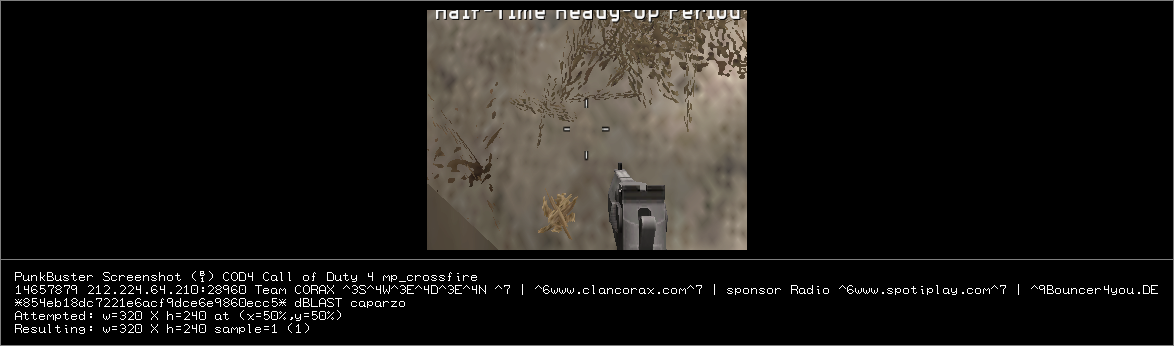 Half-Time Ready-Up Period
PunkBuster Screenshot (B|I) COD4 Call of Duty 4 mp_crossfire
14657879 212.224.64.210:28960 Team CORAX ^3S^4W^3E^4D^3E^4N ^7 | ^6www.clancorax.com^7 | sponsor Radio ^6www.spotiplay.com^7 | ^9Bouncer4you.DE
*854eb18dc7221e6acf9dce6e9860ecc5* dBLAST caparzo
Attempted: w=320 X h=240 at (x=50%,y=50%)
Resulting: w=320 X h=240 sample=1 (1)